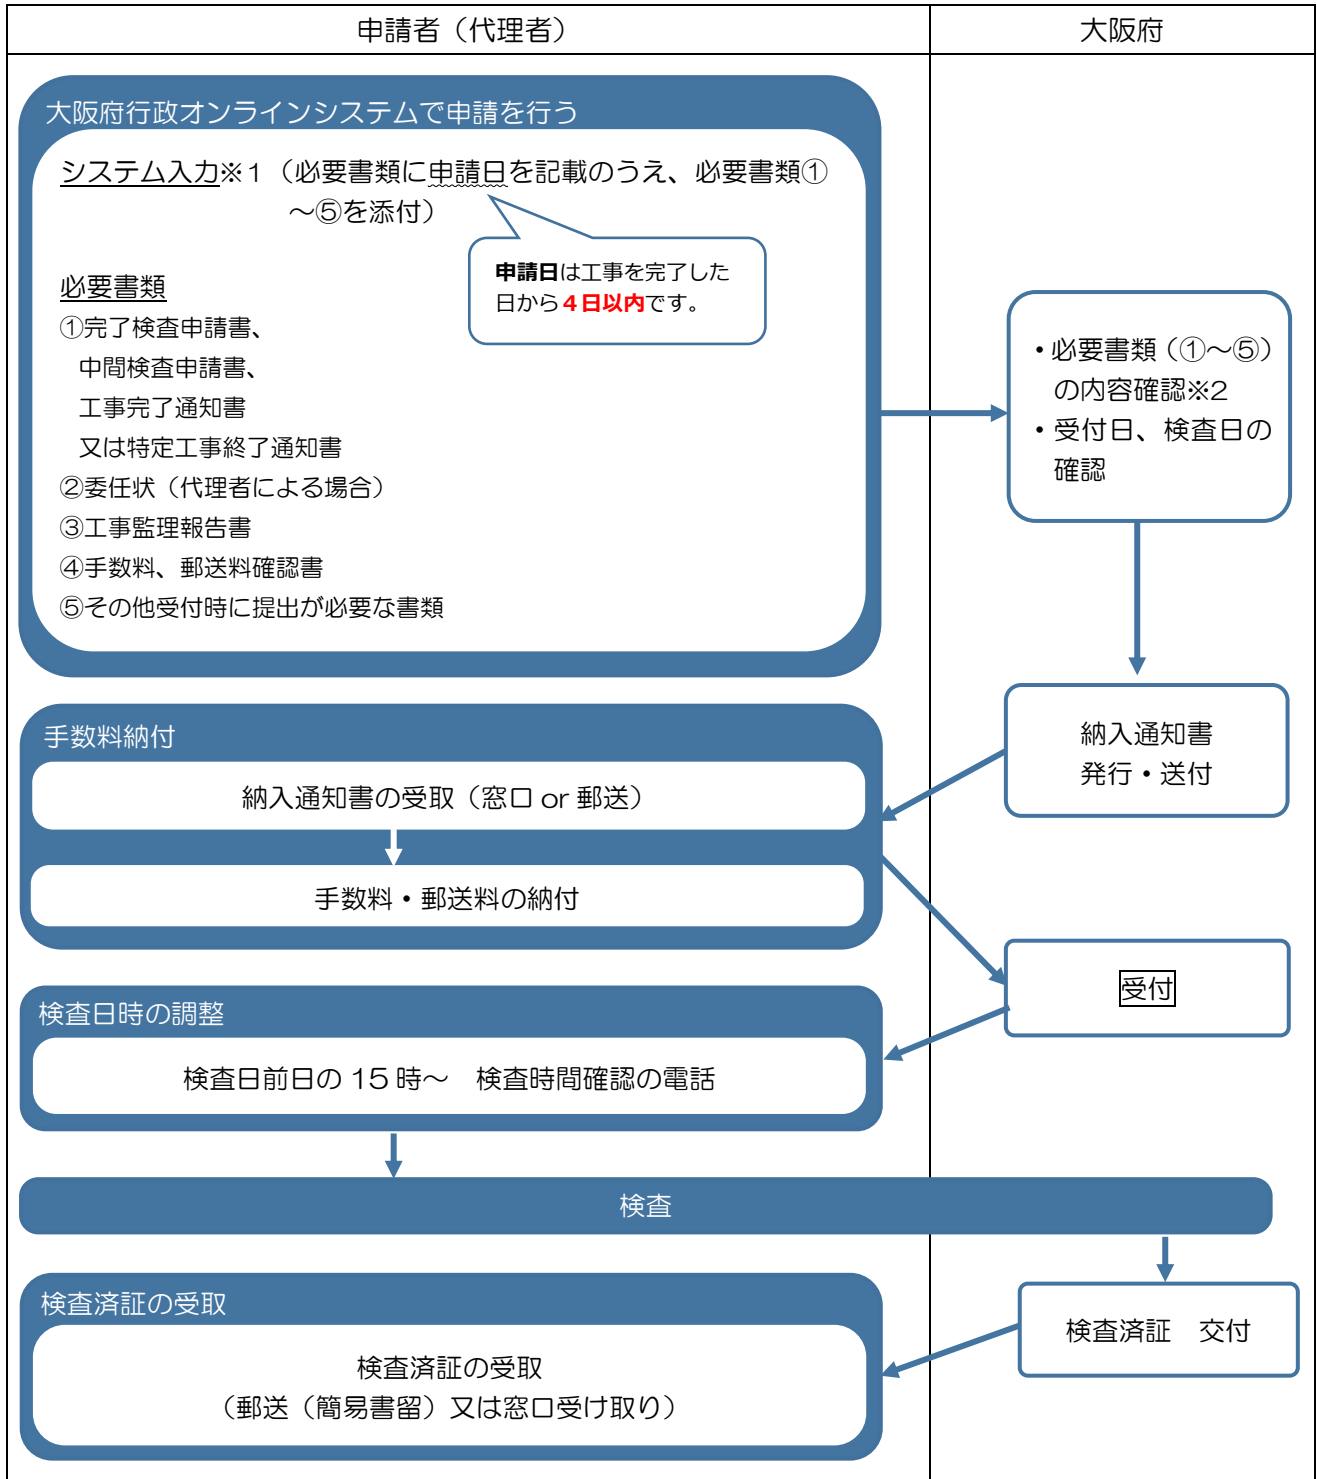 申請者（代理者）
大阪府
大阪府行政オンラインシステムで申請を行う
システム入力※1（必要書類に申請日を記載のうえ、必要書類①
～⑤を添付）
申請日は工事を完了した
日から４日以内です。
必要書類
①完了検査申請書、
中間検査申請書、
工事完了通知書
又は特定工事終了通知書
②委任状（代理者による場合）
③工事監理報告書
④手数料、郵送料確認書
⑤その他受付時に提出が必要な書類
・必要書類（①～⑤）
の内容確認※2
・受付日、検査日の
確認
納入通知書
発行・送付
手数料納付
納入通知書の受取（窓口 or 郵送）
手数料・郵送料の納付
受付
検査日時の調整
検査日前日の 15 時～　検査時間確認の電話
検査
検査済証　交付
検査済証の受取
検査済証の受取
（郵送（簡易書留）又は窓口受け取り）